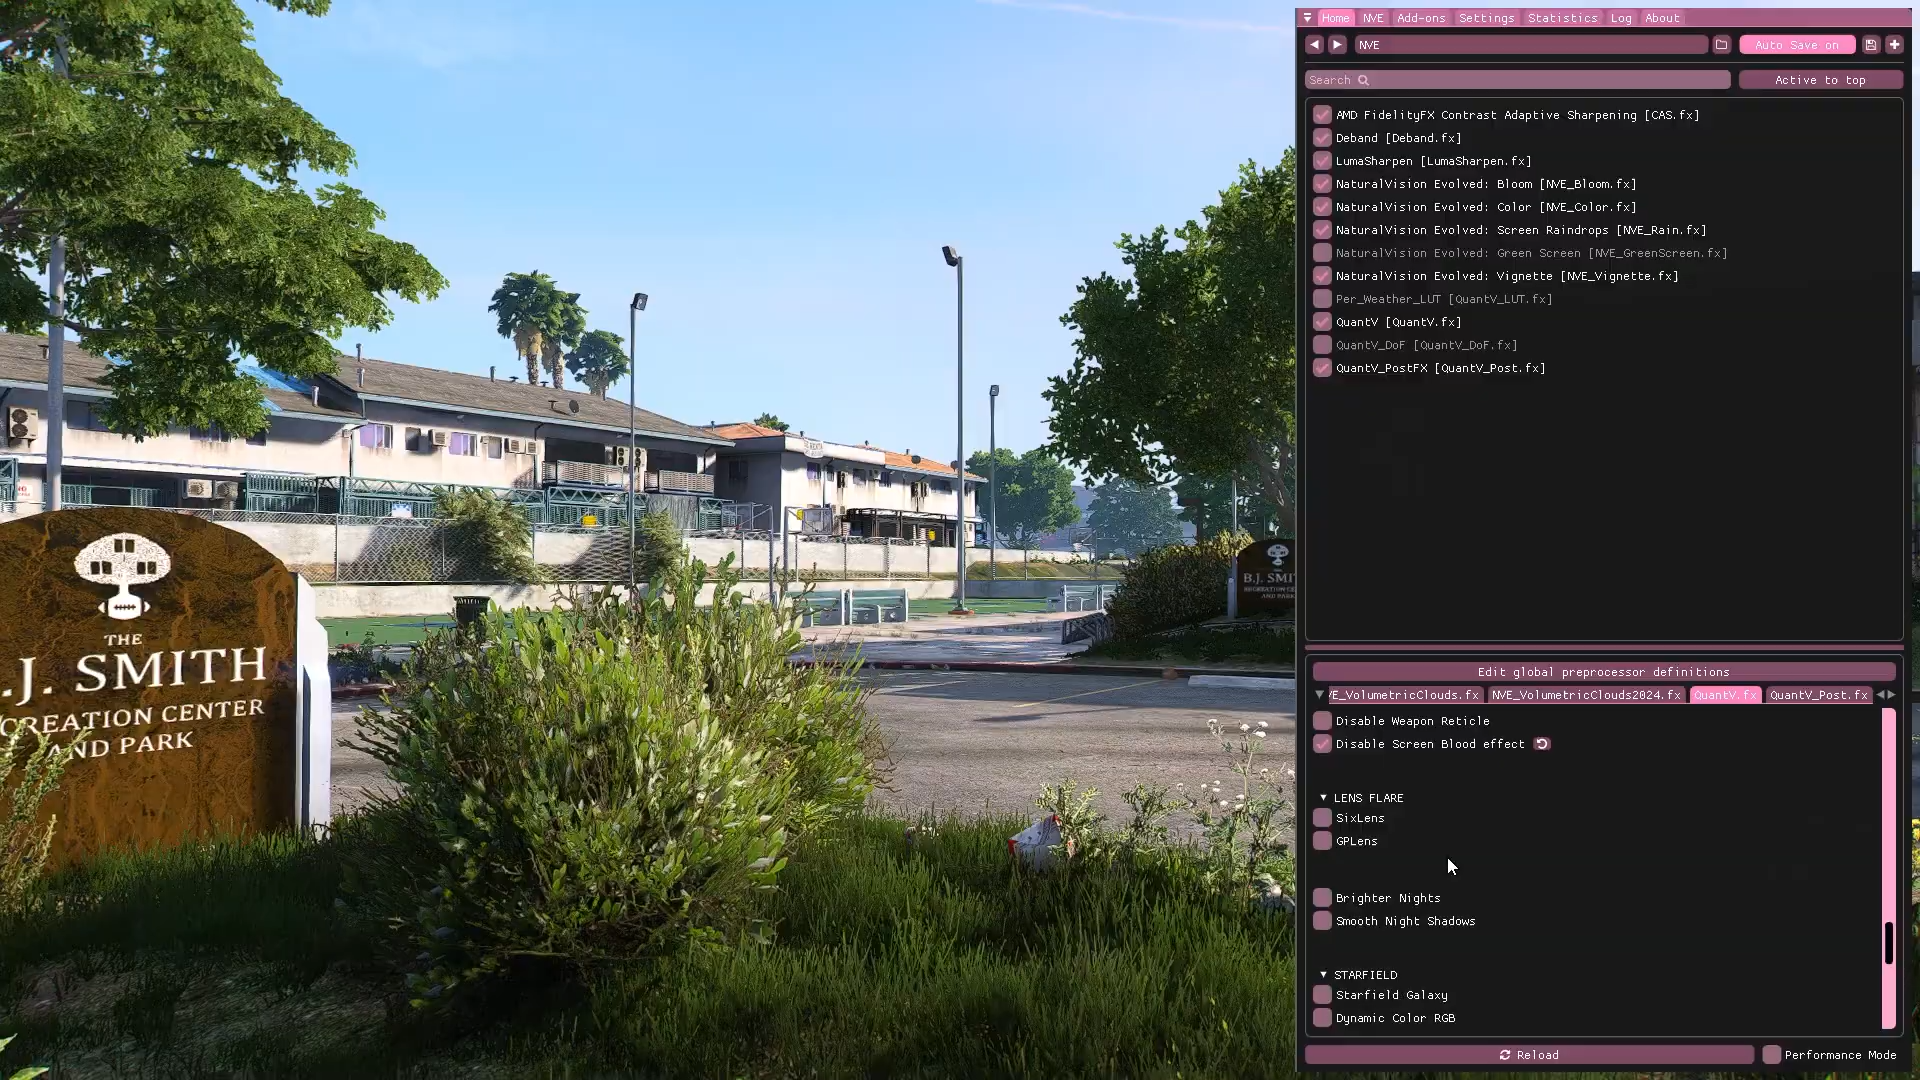 Home NVE Add-ons Settings Statistics Log About
NVE
Auto Save on
Search
Active to top
AMD FidelityFX Contrast Adaptive Sharpening [CAS.fx]
Deband [Deband.fx]
LumaSharpen [LumaSharpen.fx]
NaturalVision Evolved: Bloom [NVE_Bloom.fx]
NaturalVision Evolved: Color [NVE_Color.fx]
NaturalVision Evolved: Screen Raindrops [NVE_Rain.fx]
NaturalVision Evolved: Green Screen [NVE_GreenScreen.fx]
NaturalVision Evolved: Vignette [NVE_Vignette.fx]
Per_Weather_LUT [QuantV_LUT.fx]
QuantV [QuantV.fx]
QuantV_DoF [QuantV_DoF.fx]
QuantV_PostFX [QuantV_Post.fx]
Edit global preprocessor definitions
VE_VolumetricClouds.fx NVE_VolumetricClouds2024.fx QuantV.fx QuantV_Post.fx
Disable Weapon Reticle
Disable Screen Blood effect
LENS FLARE
SixLens
GPLens
Brighter Nights
Smooth Night Shadows
STARFIELD
Starfield Galaxy
Dynamic Color RGB
Reload
Performance Mode
THE
.J. SMITH
CREATION CENTER
AND PARK
B.J. SMI
RECREATION CE
AND PARK